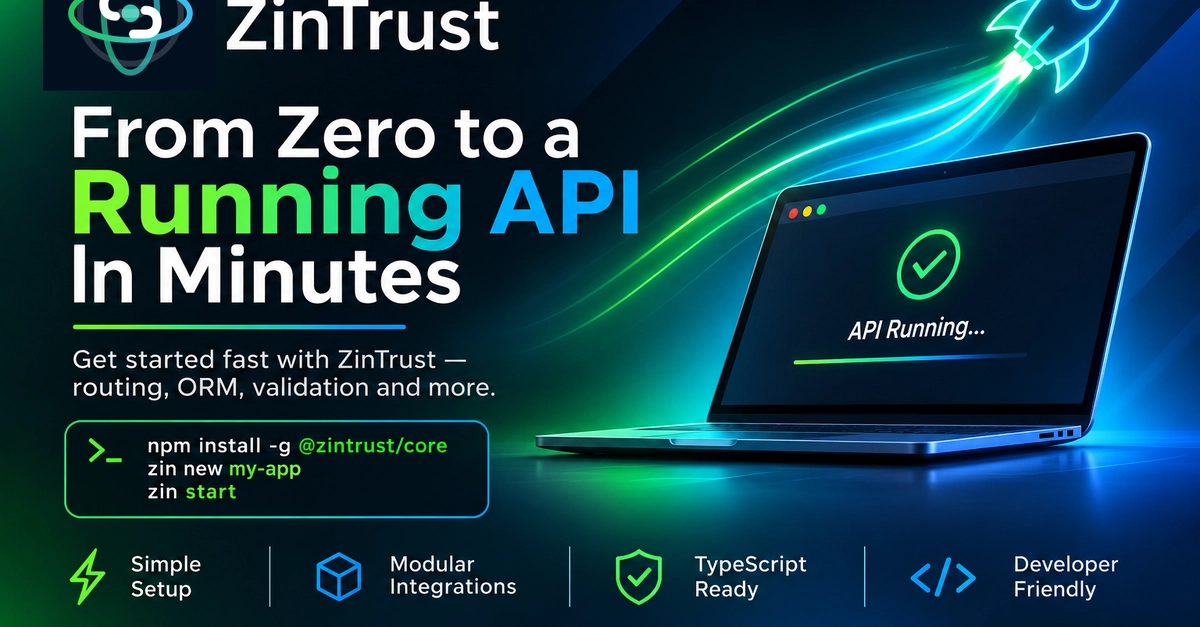 ZinTrust
From Zero to a
Running API
In Minutes
Get started fast with ZinTrust —
routing, ORM, validation and more.
npm install -g @zintrust/core
zin new my-app
zin start
API Running...
Simple
Setup
Modular
Integrations
TypeScript
Ready
Developer
Friendly